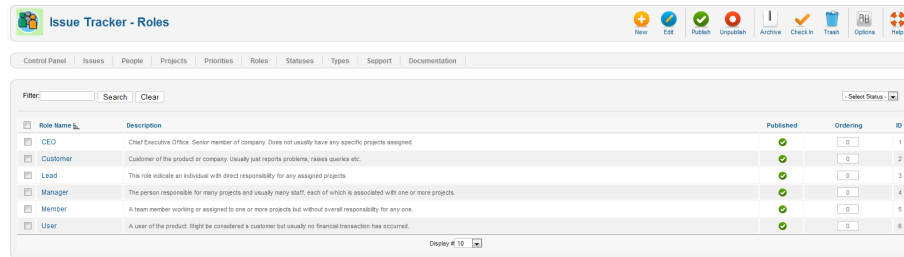 Issue Tracker - Roles
New Edit Publish Unpublish Archive Check In Trash Options Help
Control Panel Issues People Projects Priorities Roles Statuses Types Support Documentation
Filter: Search Clear - Select Status -
Role Name Description Published Ordering ID
CEO Chief Executive Office. Senior member of company. Does not usually have any specific projects assigned. 0 1
Customer Customer of the product or company. Usually just reports problems, raises queries etc. 0 2
Lead This role indicate an individual with direct responsibility for any assigned projects. 0 3
Manager The person responsible for many projects and usually many staff, each of which is associated with one or more projects. 0 4
Member A team member working or assigned to one or more projects but without overall responsibility for any one. 0 5
User A user of the product. Might be considered a customer but usually no financial transaction has occurred. 0 6
Display # 10